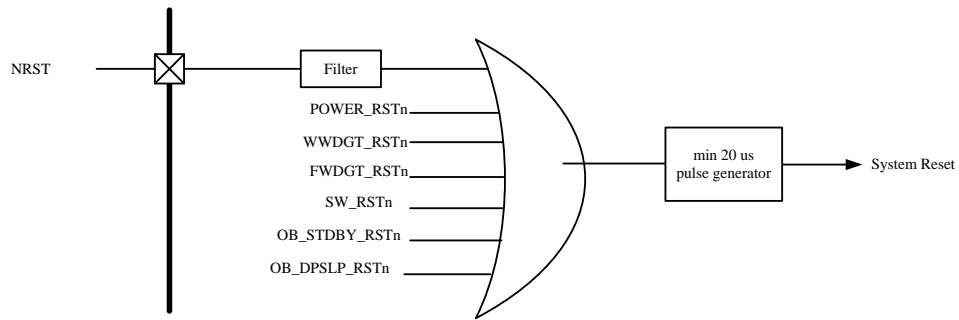 NRST
Filter
POWER_RSTn
WWDGT_RSTn
FWDGT_RSTn
SW_RSTn
OB_STDBY_RSTn
OB_DPSLP_RSTn
min 20 us
pulse generator
System Reset